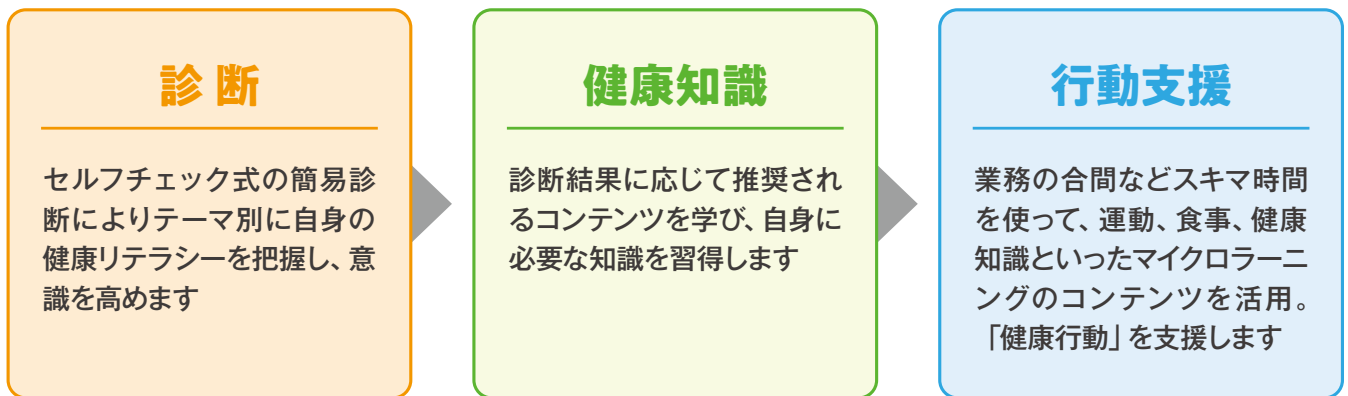 診断
セルフチェック式の簡易診
断によりテーマ別に自身の
健康リテラシーを把握し、意
識を高めます
健康知識
診断結果に応じて推奨され
るコンテンツを学び、自身に
必要な知識を習得します
行動支援
業務の合間などスキマ時間
を使って、運動、食事、健康
知識といったマイクロラーニ
ングのコンテンツを活用。
「健康行動」を支援します